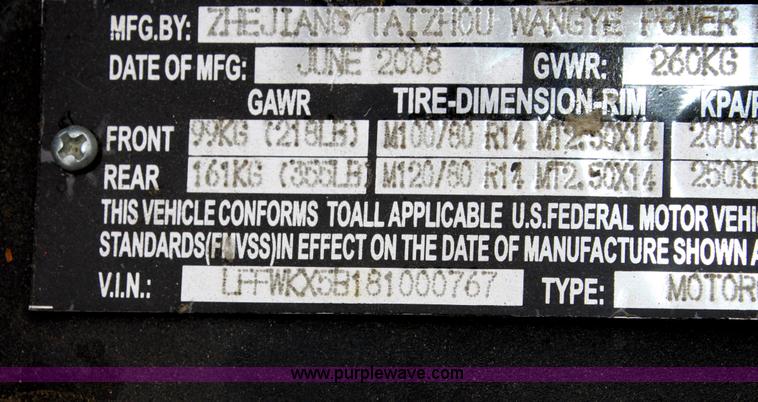 MFG.BY: ZHEJIANG TAIZHOU WANGYE POWER
DATE OF MFG: JUNE 2008 GVWR: 260KG
GAWR TIRE-DIMENSION-RIM KPA/
FRONT 99KG (218LB) M100/80 R14 MT2.50X14 200K
REAR 161KG (355LB) M120/80 R14 MT2.50X14 250K
THIS VEHICLE CONFORMS TOALL APPLICABLE U.S.FEDERAL MOTOR VEHI
STANDARDS(FMVSS)IN EFFECT ON THE DATE OF MANUFACTURE SHOWN A
V.I.N.: LFFWKX5B181000767 TYPE: MOTOR
www.purplewave.com